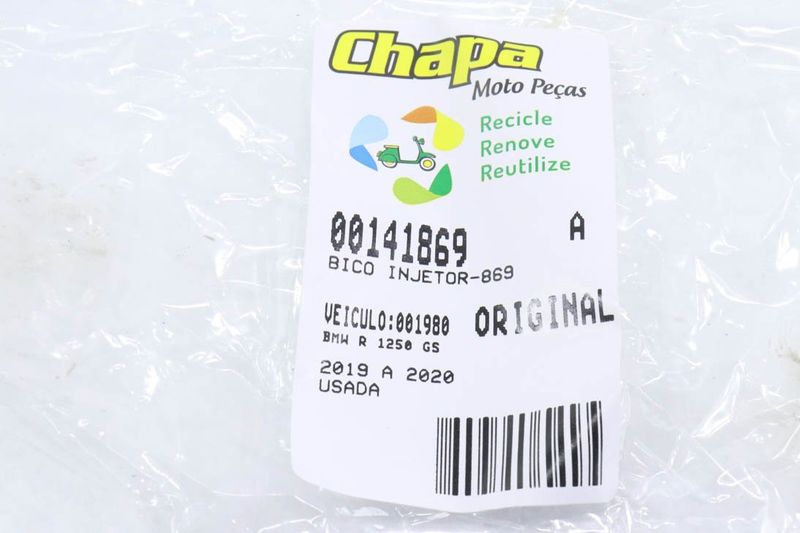 Chapa
Moto Peças
Recicle
Renove
Reutilize
00141869 A
BICO INJETOR-869
VEICULO:001980 ORIGINAL
BMW R 1250 GS
2019 A 2020
USADA